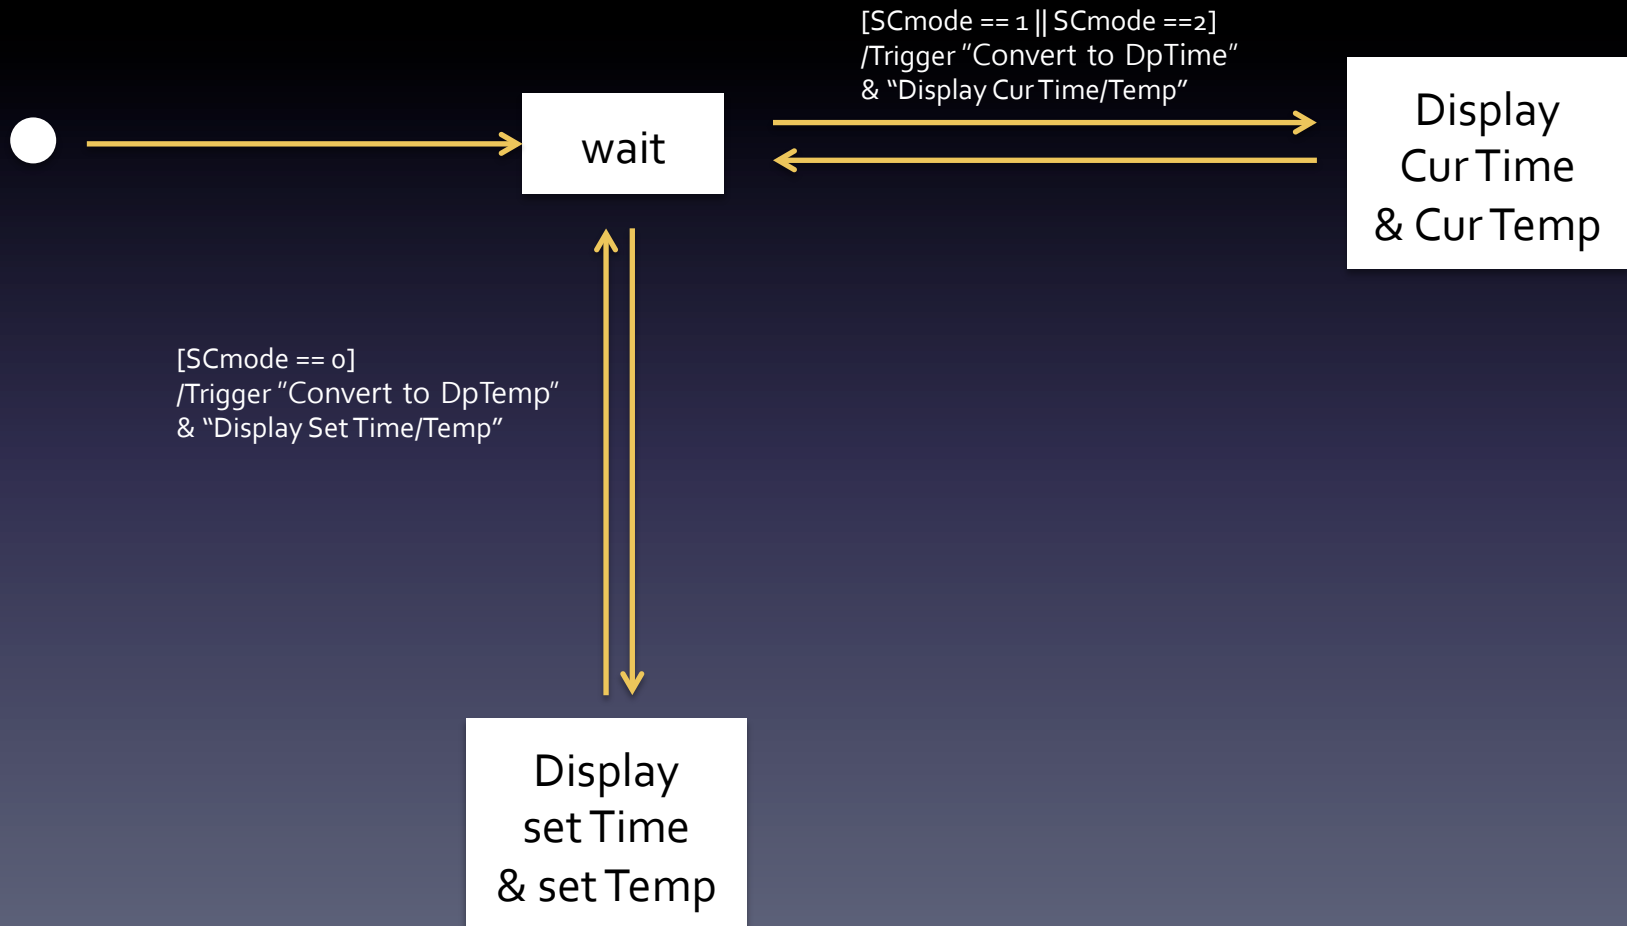 [SCmode == 1 || SCmode ==2]
/Trigger “Convert to DpTime”
& “Display Cur Time/Temp”
wait
Display
Cur Time
& Cur Temp
[SCmode == 0]
/Trigger “Convert to DpTemp”
& “Display Set Time/Temp”
Display
set Time
& set Temp